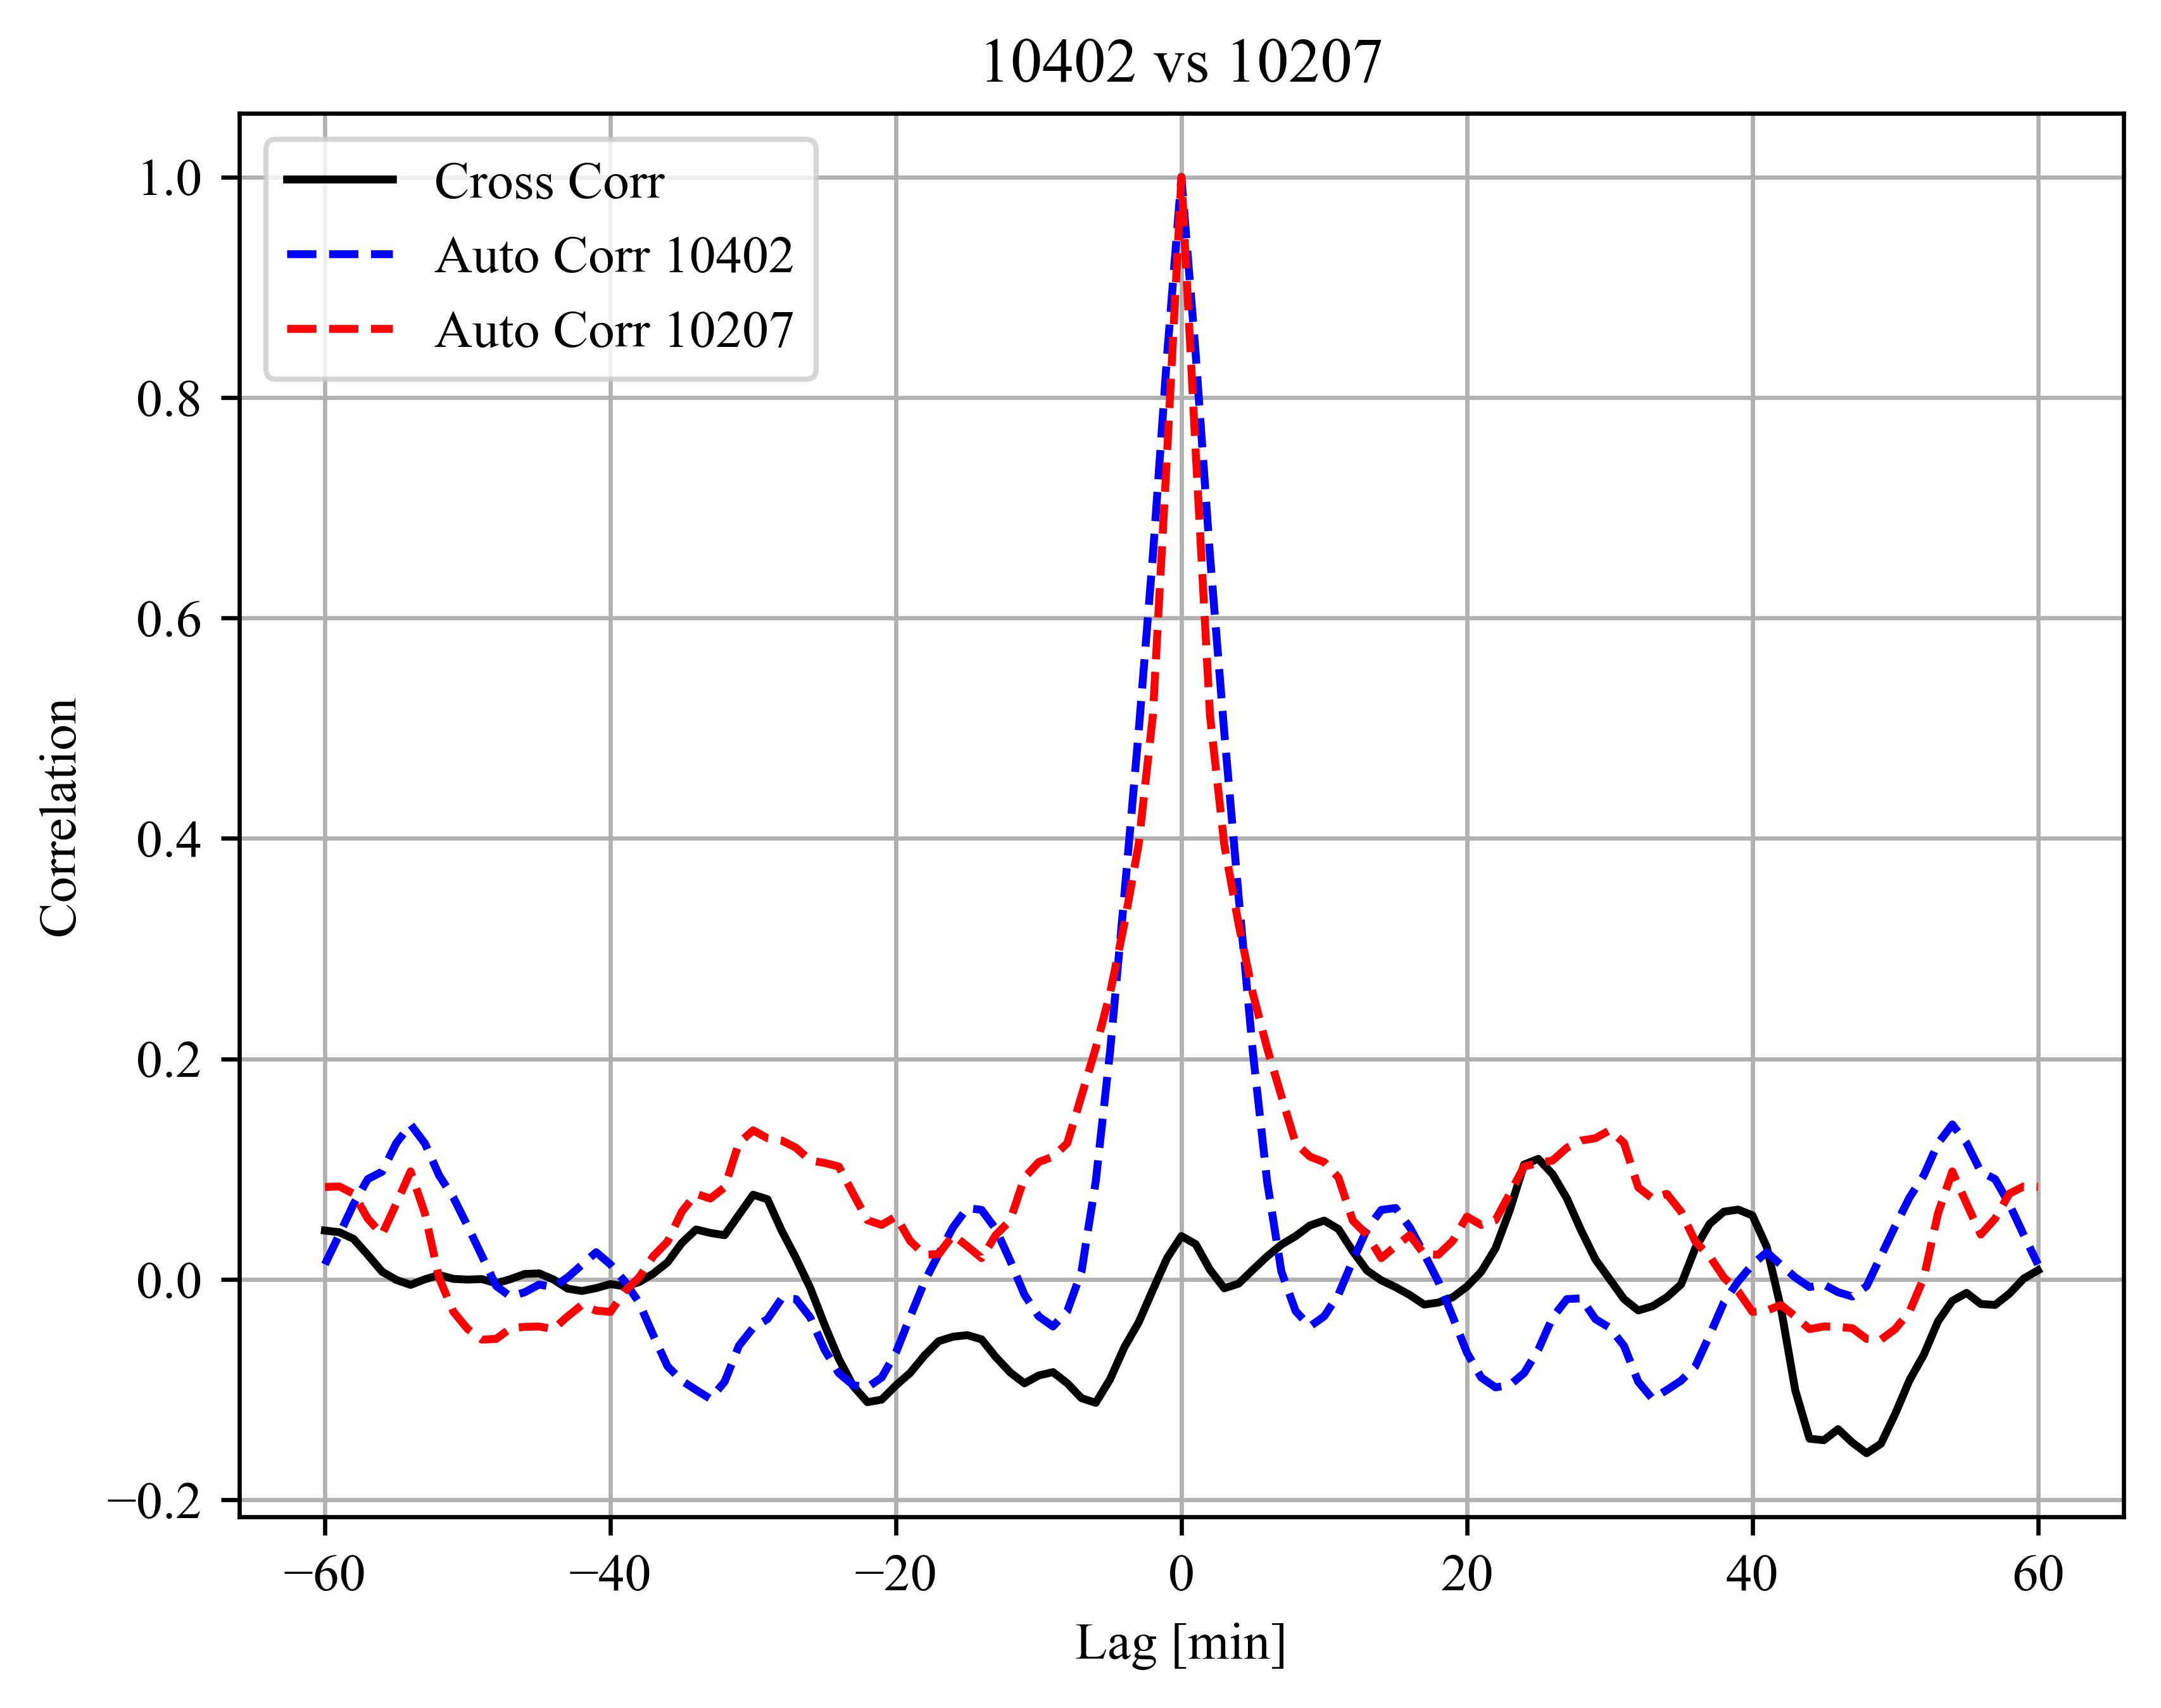 10402 vs 10207
Cross Corr
Auto Corr 10402
Auto Corr 10207
1.0
0.8
0.6
0.4
0.2
0.0
−0.2
Correlation
−60 −40 −20 0 20 40 60
Lag [min]